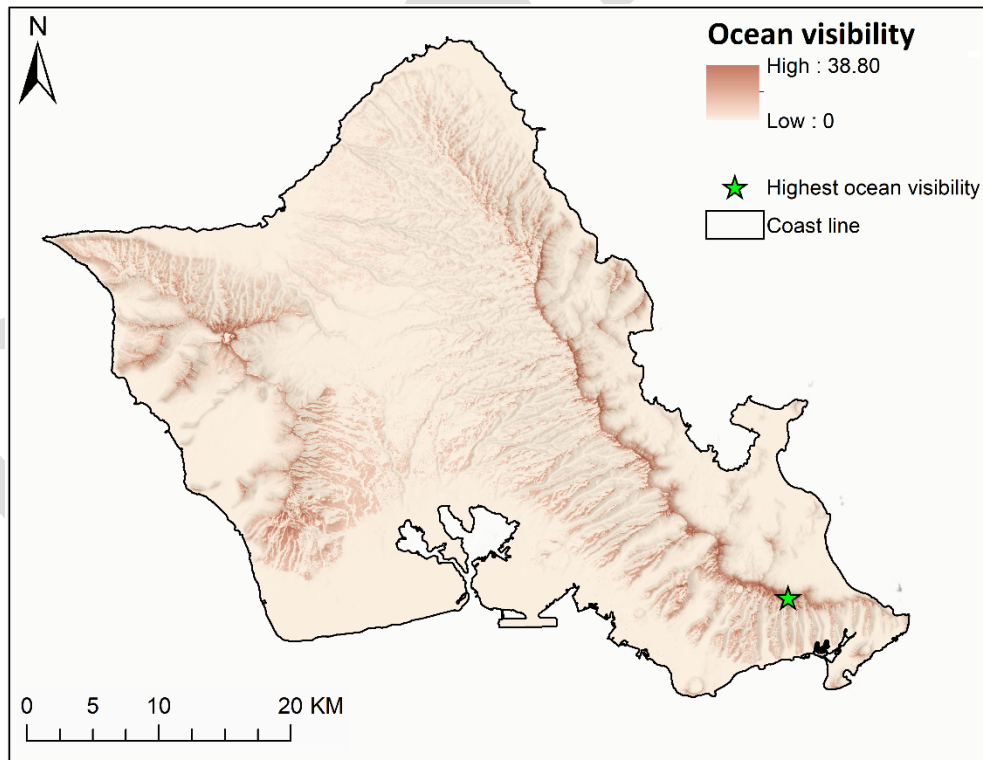 N
Ocean visibility
High : 38.80
Low : 0
Highest ocean visibility
Coast line
0 5 10 20 KM